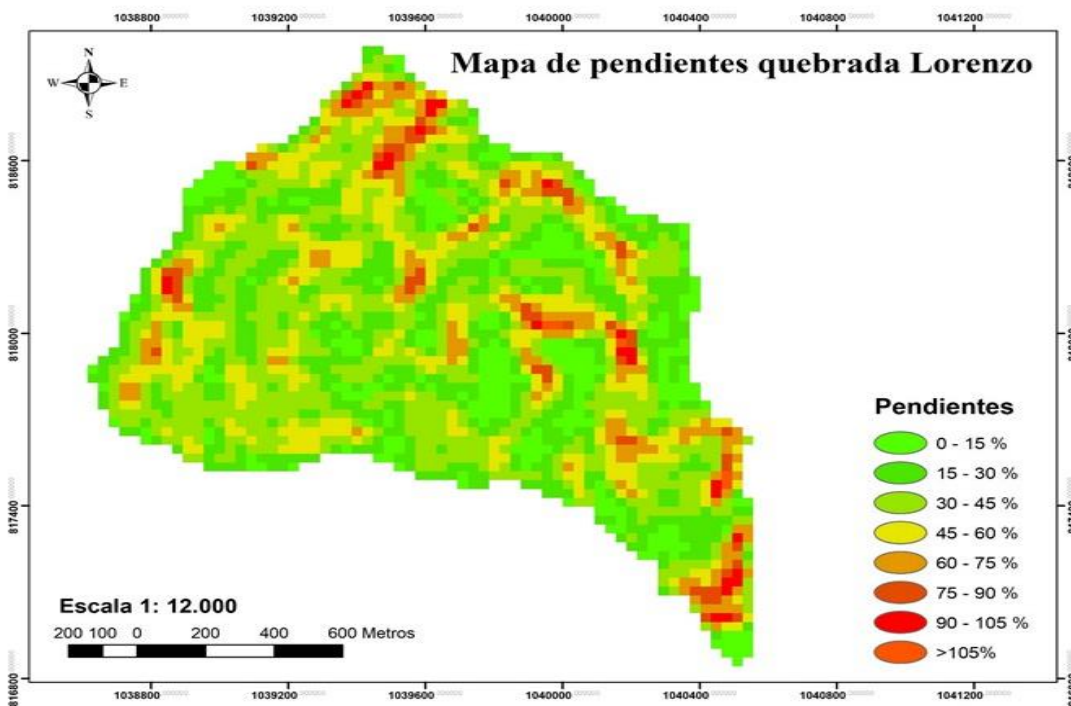 1038800 1039200 1039600 1040000 1040400 1040800 1041200
Mapa de pendientes quebrada Lorenzo
N
W E
S
818600
818000
817400
816800
Pendientes
0 - 15 %
15 - 30 %
30 - 45 %
45 - 60 %
60 - 75 %
75 - 90 %
90 - 105 %
>105%
Escala 1: 12.000
200 100 0 200 400 600 Metros
1038800 1039200 1039600 1040000 1040400 1040800 1041200